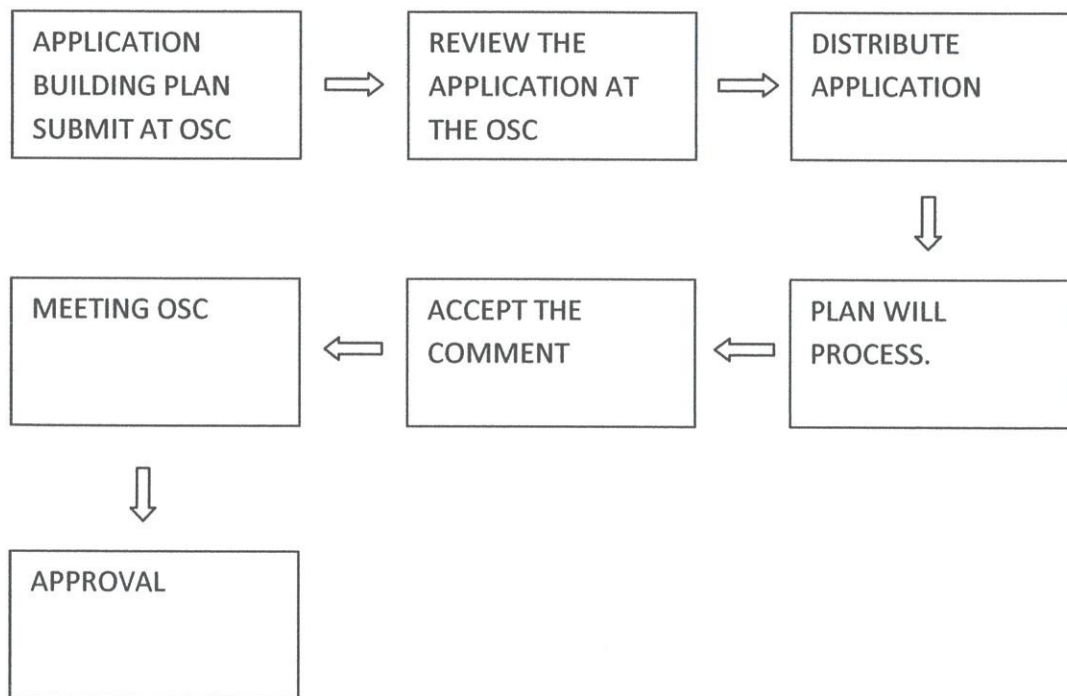 APPLICATION
BUILDING PLAN
SUBMIT AT OSC
REVIEW THE
APPLICATION AT
THE OSC
DISTRIBUTE
APPLICATION
PLAN WILL
PROCESS.
ACCEPT THE
COMMENT
MEETING OSC
APPROVAL